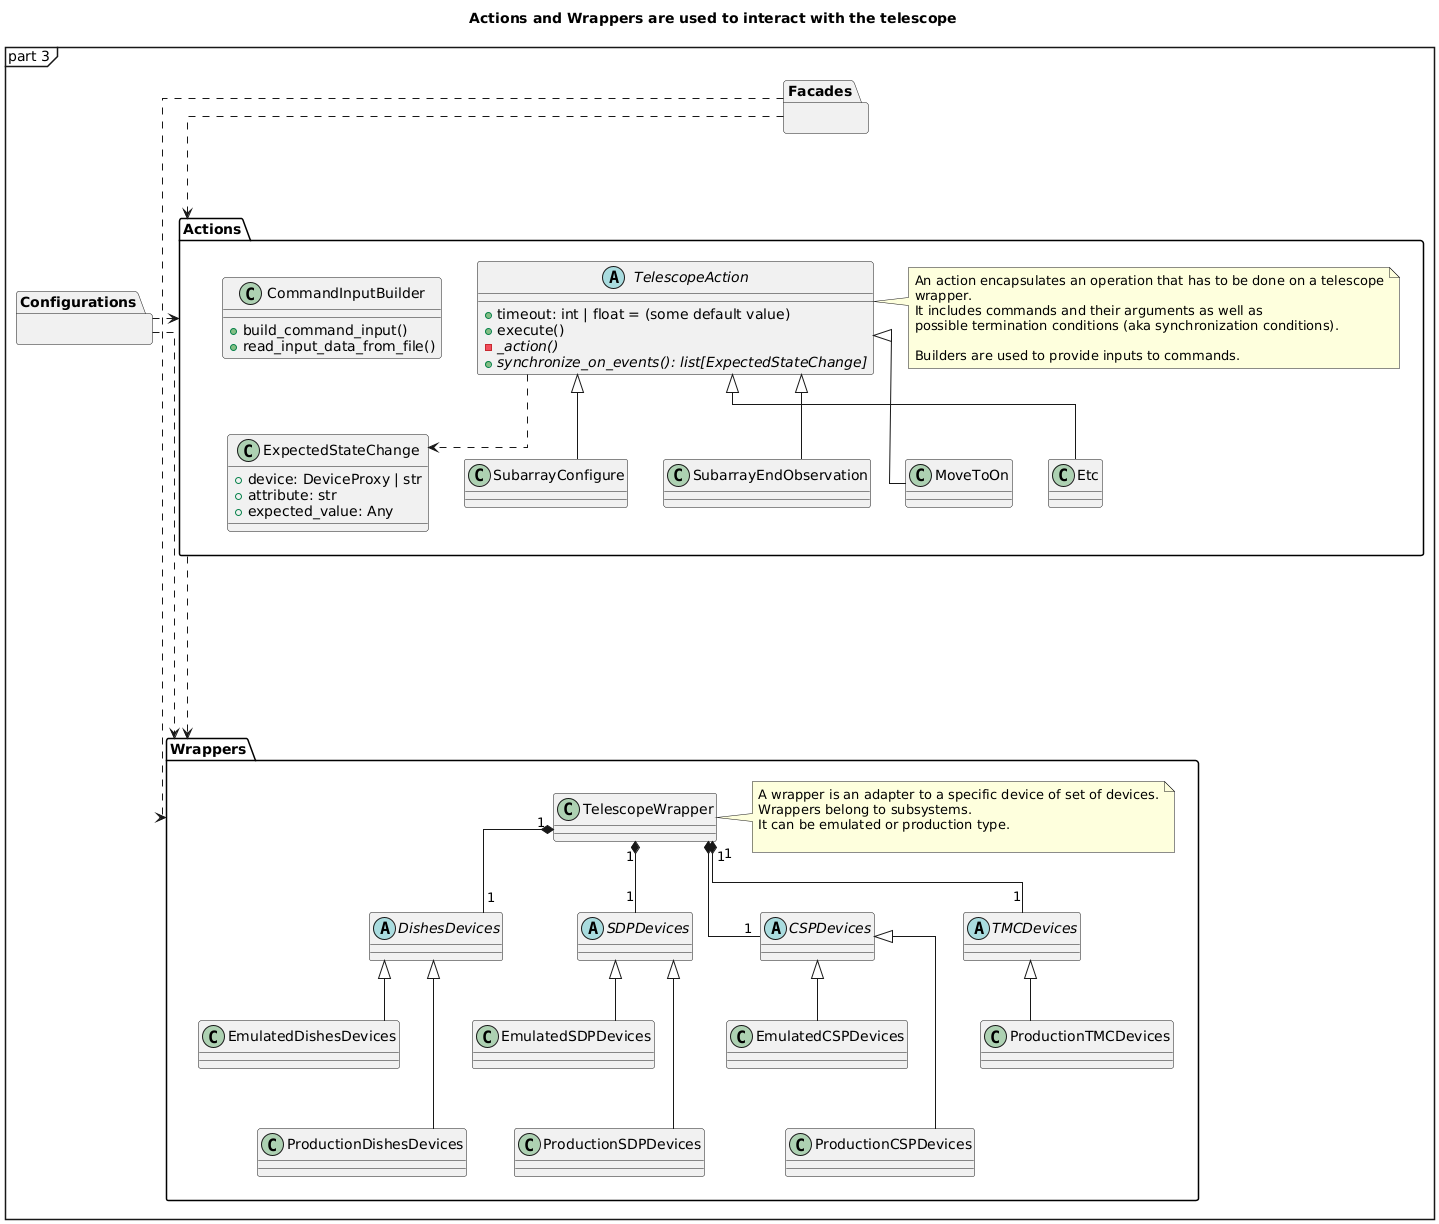 Actions and Wrappers are used to interact with the telescope
part 3
Facades
Actions
Configurations
CommandInputBuilder
build_command_input()
read_input_data_from_file()
TelescopeAction
timeout: int | float = (some default value)
execute()
_action()
synchronize_on_events(): list[ExpectedStateChange]
An action encapsulates an operation that has to be done on a telescope
wrapper.
It includes commands and their arguments as well as
possible termination conditions (aka synchronization conditions).
Builders are used to provide inputs to commands.
ExpectedStateChange
device: DeviceProxy | str
attribute: str
expected_value: Any
SubarrayConfigure
SubarrayEndObservation
MoveToOn
Etc
Wrappers
TelescopeWrapper
A wrapper is an adapter to a specific device of set of devices.
Wrappers belong to subsystems.
It can be emulated or production type.
1
1
1
1
1
1
1
1
DishesDevices
SDPDevices
CSPDevices
TMCDevices
EmulatedDishesDevices
EmulatedSDPDevices
EmulatedCSPDevices
ProductionTMCDevices
ProductionDishesDevices
ProductionSDPDevices
ProductionCSPDevices